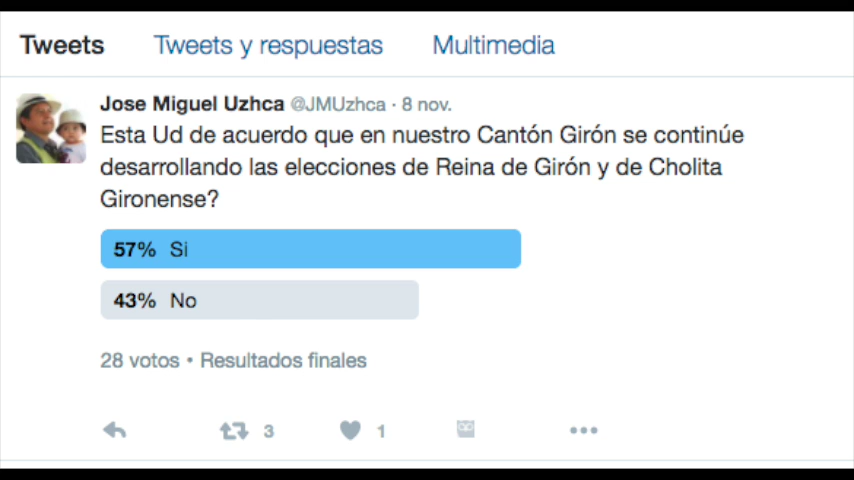 Tweets Tweets y respuestas Multimedia
Jose Miguel Uzhca @JMUzhca · 8 nov.
Esta Ud de acuerdo que en nuestro Cantón Girón se continúe
desarrollando las elecciones de Reina de Girón y de Cholita
Gironense?
57% Si
43% No
28 votos • Resultados finales
3 1